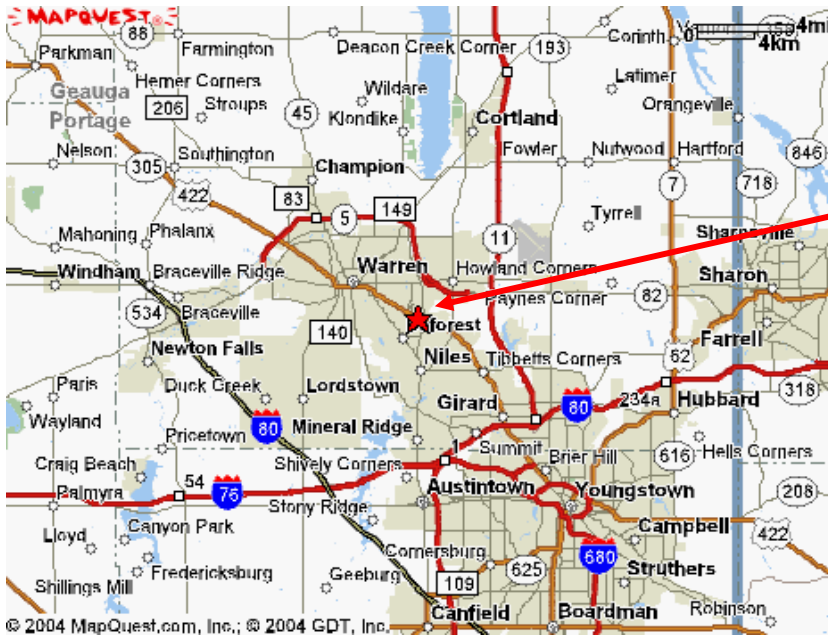 MAPQUEST®
88
Farmington
Deacon Creek Corner
193
Corinth
4mi
4km
Parkman
Hemer Corners
Latimer
Geauga
Portage
206
Stroups
45
Wildare
Klondike
Cortland
Orangeville
Nelson
305
Southington
Champion
Fowler
Nutwood
Hartford
846
422
83
149
5
7
718
Mahoning
Phalanx
11
Tyrrell
Sharpsville
Windham
Braceville Ridge
Warren
Howland Corners
Sharon
Paynes Corner
82
534
Braceville
140
forest
Farrell
Newton Falls
Niles
Tibbetts Corners
52
Paris
Duck Creek
Lordstown
80
234a
Hubbard
318
Wayland
80
Mineral Ridge
Girard
Pricetown
1
Summit
616
Hells Corners
Craig Beach
54
Shively Corners
Brier Hill
Palmyra
76
Austintown
Youngstown
208
Stony Ridge
Lloyd
Canyon Park
Campbell
422
Cornersburg
680
Fredericksburg
625
Struthers
Shillings Mill
Geeburg
109
Robinson
Canfield
Boardman
© 2004 MapQuest.com, Inc.; © 2004 GDT, Inc.